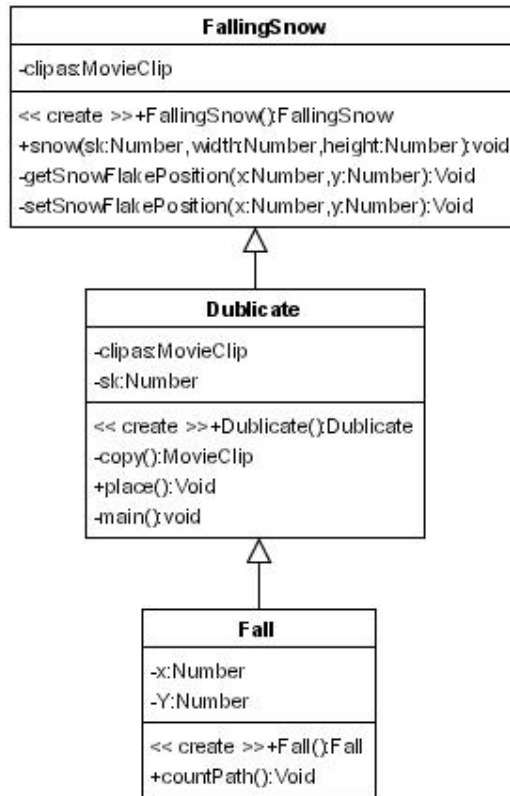 FallingSnow
-clipas:MovieClip
<< create >>+FallingSnow():FallingSnow
+snow(sk:Number,width:Number,height:Number):void
-getSnowFlakePosition(x:Number,y:Number):Void
-setSnowFlakePosition(x:Number,y:Number):Void
Dublicate
-clipas:MovieClip
-sk:Number
<< create >>+Dublicate():Dublicate
-copy():MovieClip
+place():Void
-main():void
Fall
-x:Number
-Y:Number
<< create >>+Fall():Fall
+countPath():Void